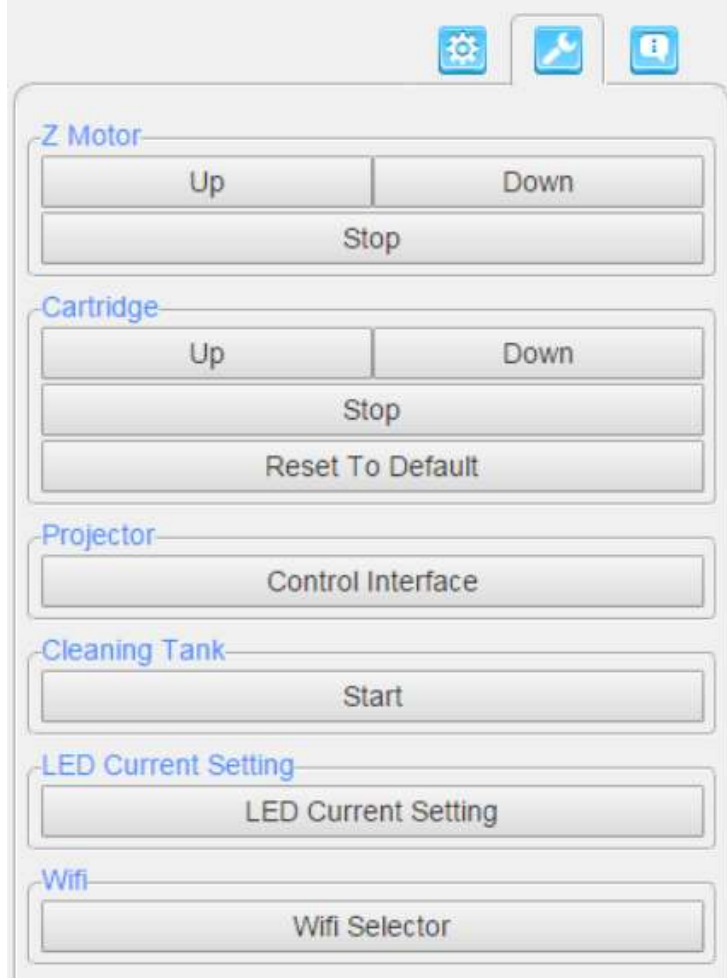 Z Motor
Up Down
Stop
Cartridge
Up Down
Stop
Reset To Default
Projector
Control Interface
Cleaning Tank
Start
LED Current Setting
LED Current Setting
Wifi
Wifi Selector